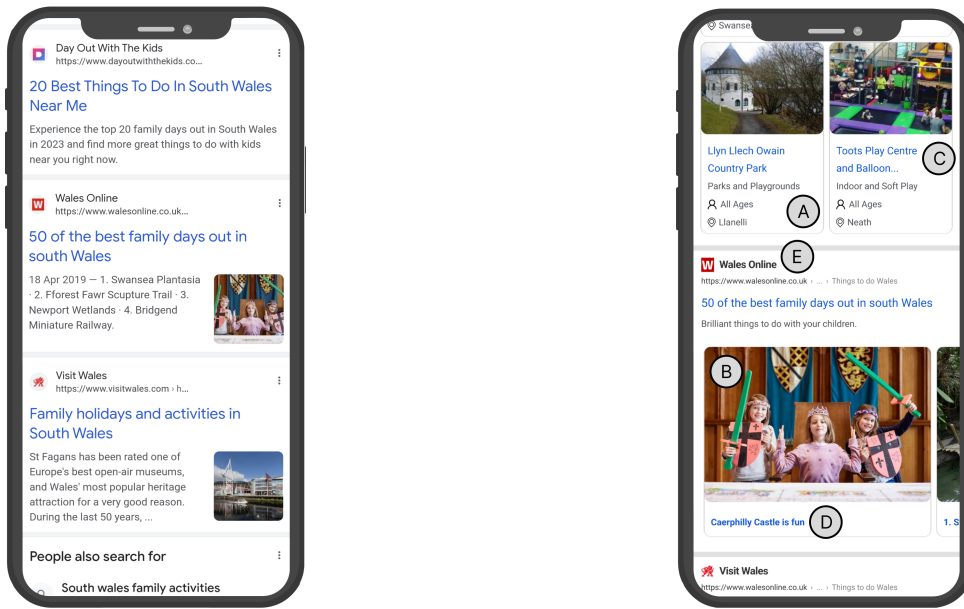 Day Out With The Kids
https://www.dayoutwiththekids.co...
20 Best Things To Do In South Wales
Near Me
Experience the top 20 family days out in South Wales
in 2023 and find more great things to do with kids
near you right now.
W
Wales Online
https://www.walesonline.co.uk...
50 of the best family days out in
south Wales
18 Apr 2019 — 1. Swansea Plantasia
· 2. Fforest Fawr Scupture Trail · 3.
Newport Wetlands · 4. Bridgend
Miniature Railway.
Visit Wales
https://www.visitwales.com › h...
Family holidays and activities in
South Wales
St Fagans has been rated one of
Europe's best open-air museums,
and Wales' most popular heritage
attraction for a very good reason.
During the last 50 years, ...
People also search for
South wales family activities
Swansea
Llyn Llech Owain
Country Park
Parks and Playgrounds
All Ages
Llanelli
A
Toots Play Centre
and Balloon...
C
Indoor and Soft Play
All Ages
Neath
W Wales Online E
https://www.walesonline.co.uk › ... › Things to do Wales
50 of the best family days out in south Wales
Brilliant things to do with your children.
B
Caerphilly Castle is fun D
1. S
Visit Wales
https://www.walesonline.co.uk › ... › Things to do Wales